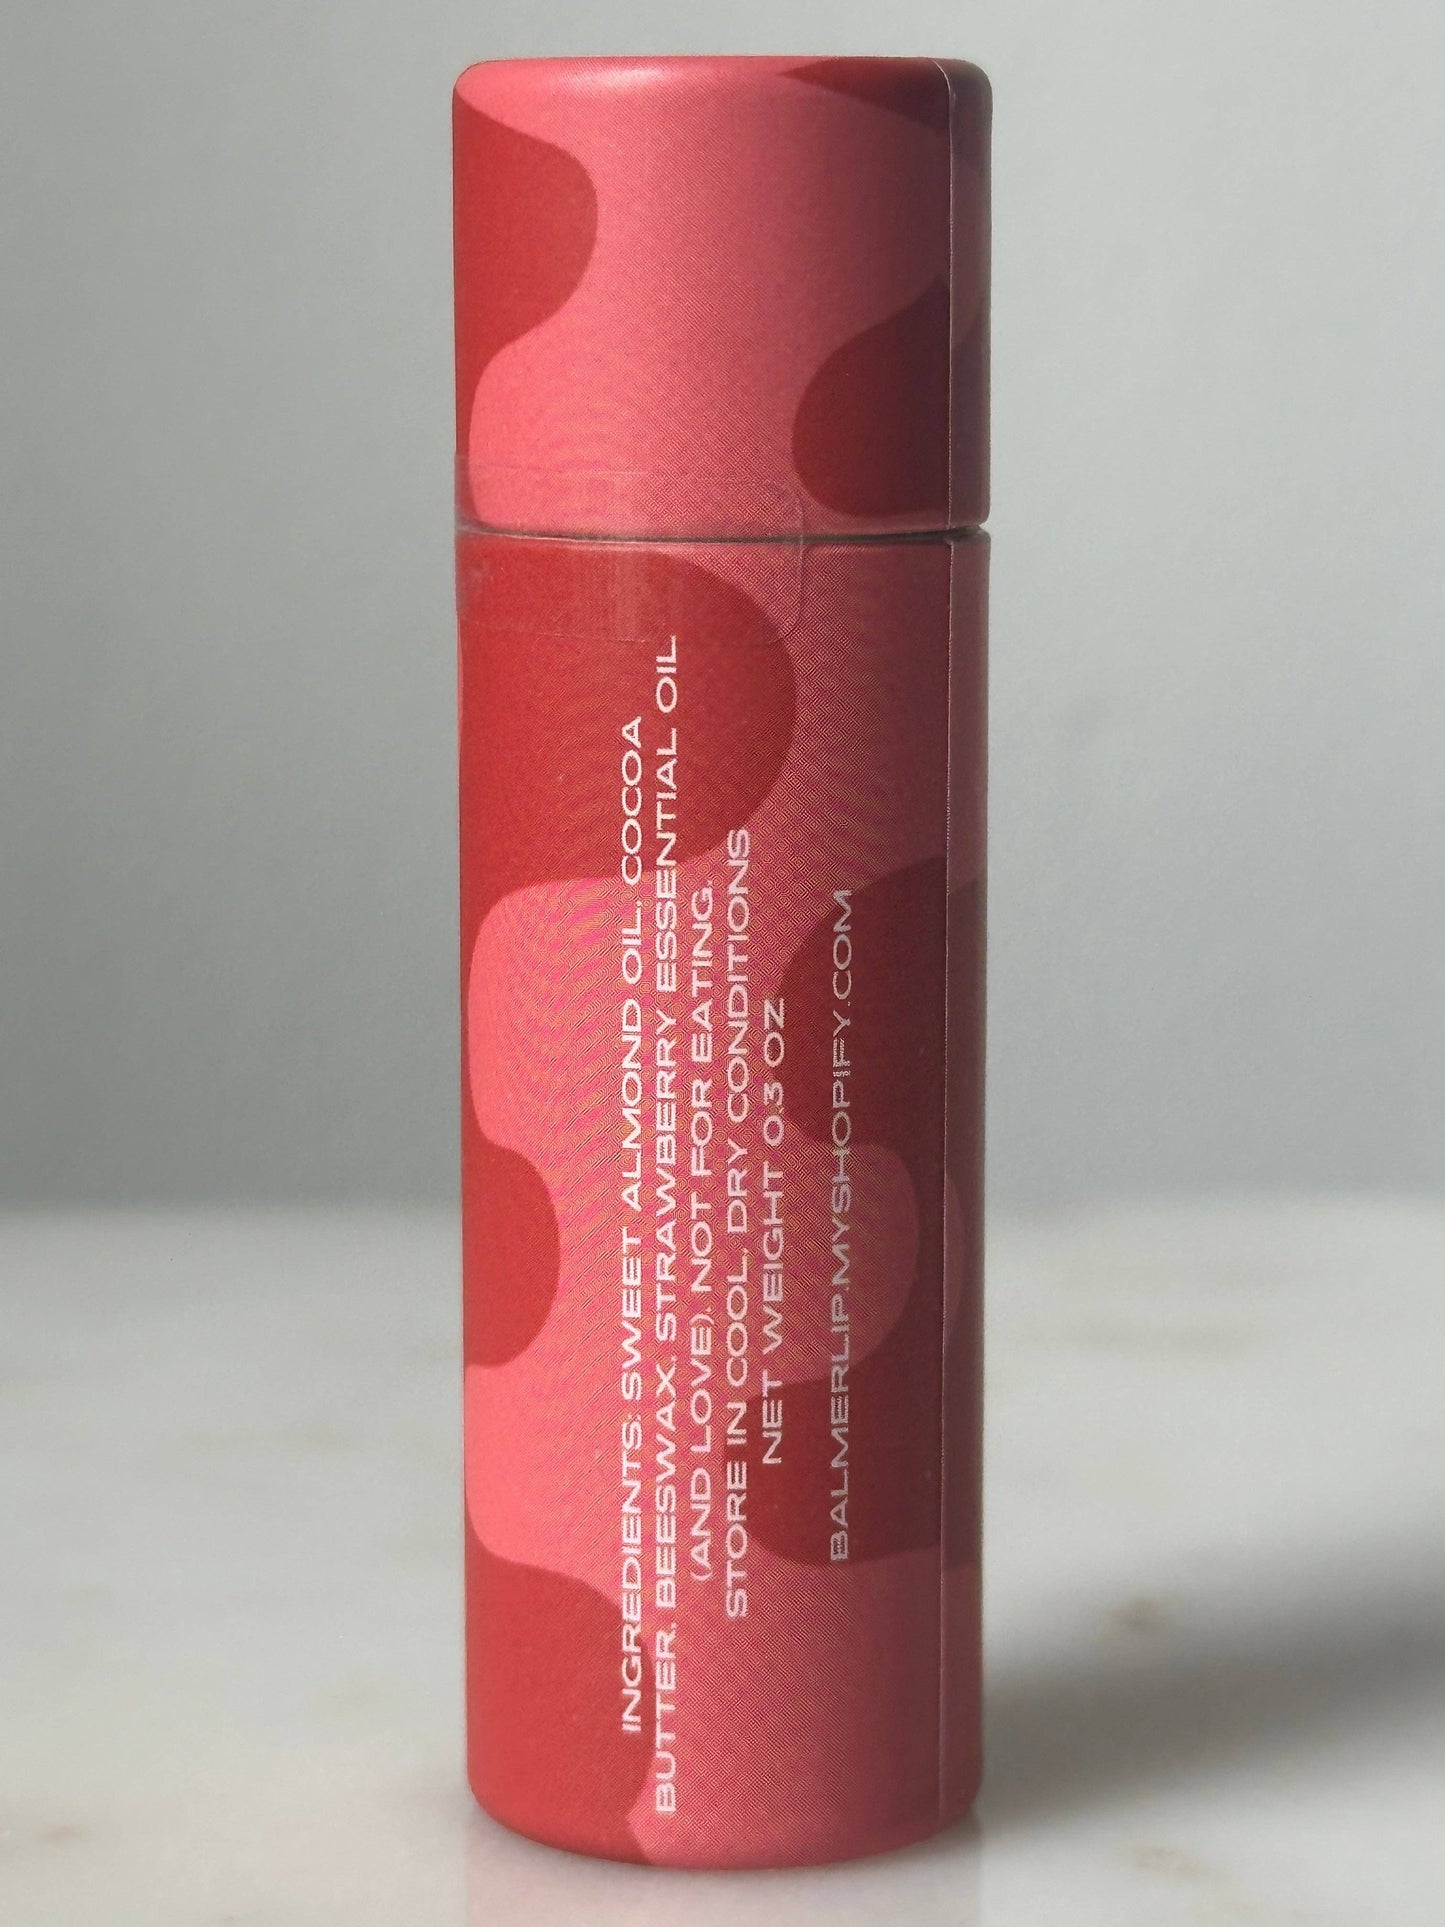 INGREDIENTS: SWEET ALMOND OIL, COCOA
BUTTER, BEESWAX, STRAWBERRY ESSENTIAL OIL
(AND LOVE). NOT FOR EATING.
STORE IN COOL, DRY CONDITIONS
NET WEIGHT 0.3 OZ
BALMERLIP.MYSHOPIFY.COM